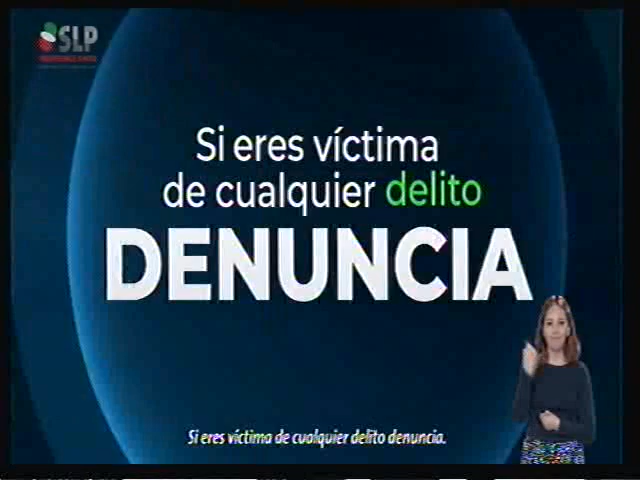 SLP
Si eres víctima
de cualquier delito
DENUNCIA
Si eres víctima de cualquier delito denuncia.